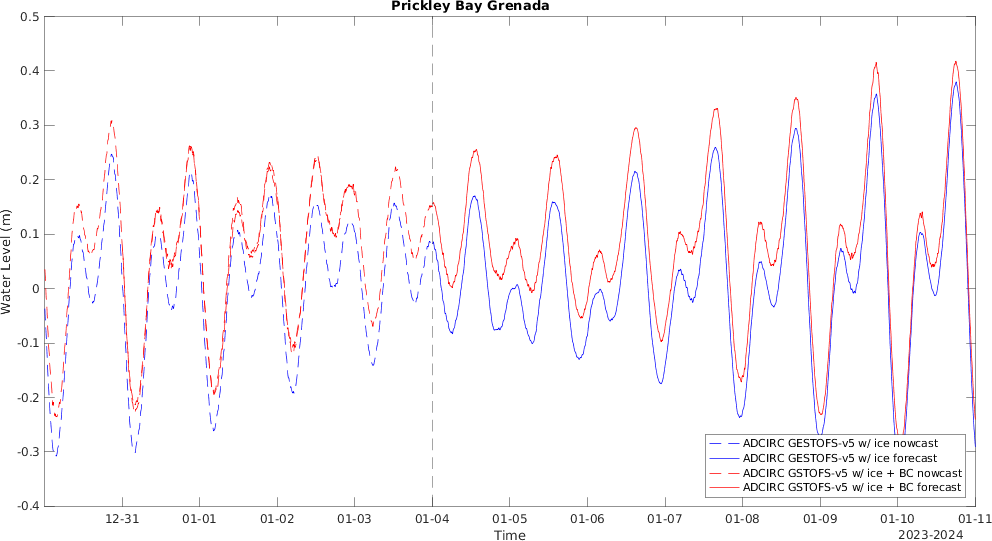 Prickley Bay Grenada
0.5
0.4
0.3
0.2
0.1
0
-0.1
-0.2
-0.3
-0.4
Water Level (m)
ADCIRC GESTOFS-v5 w/ ice nowcast
ADCIRC GESTOFS-v5 w/ ice forecast
ADCIRC GSTOFS-v5 w/ ice + BC nowcast
ADCIRC GSTOFS-v5 w/ ice + BC forecast
12-31 01-01 01-02 01-03 01-04 01-05 01-06 01-07 01-08 01-09 01-10 01-11
Time
2023-2024